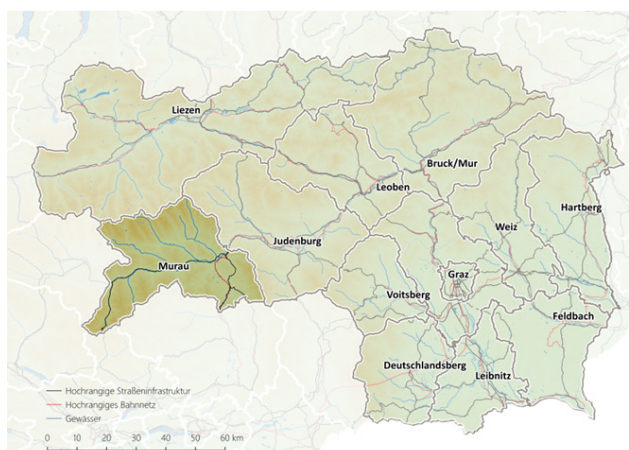 Liezen
Bruck/Mur
Leoben
Hartberg
Weiz
Judenburg
Murau
Graz
Voitsberg
Feldbach
Deutschlandsberg
Leibnitz
Hochrangige Straßeninfrastruktur
Hochrangiges Bahnnetz
Gewässer
0 10 20 30 40 50 60 km